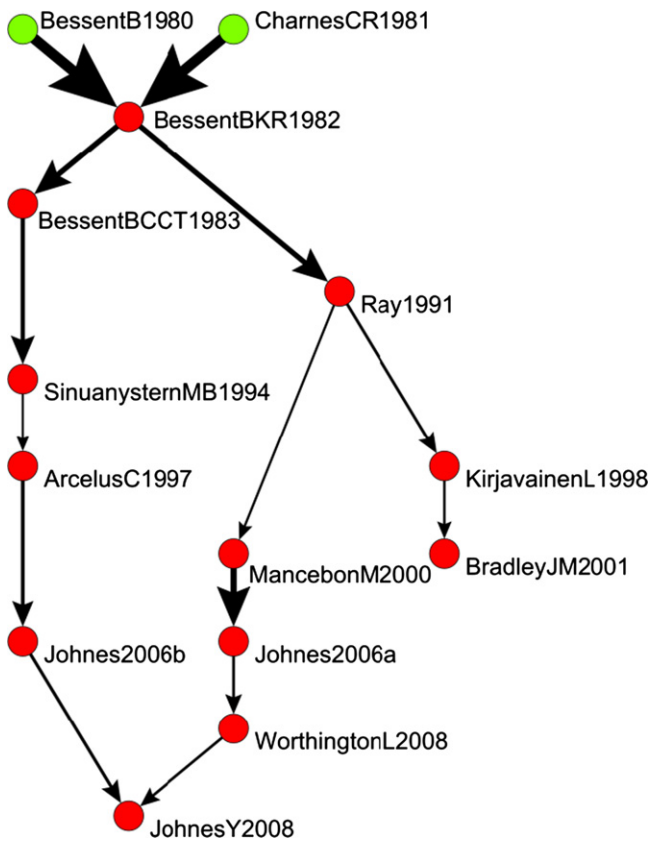 BessentB1980
CharnesCR1981
BessentBKR1982
BessentBCCT1983
Ray1991
SinuanysternMB1994
ArcelusC1997
KirjavainenL1998
MancebonM2000
BradleyJM2001
Johnes2006b
Johnes2006a
WorthingtonL2008
JohnesY2008